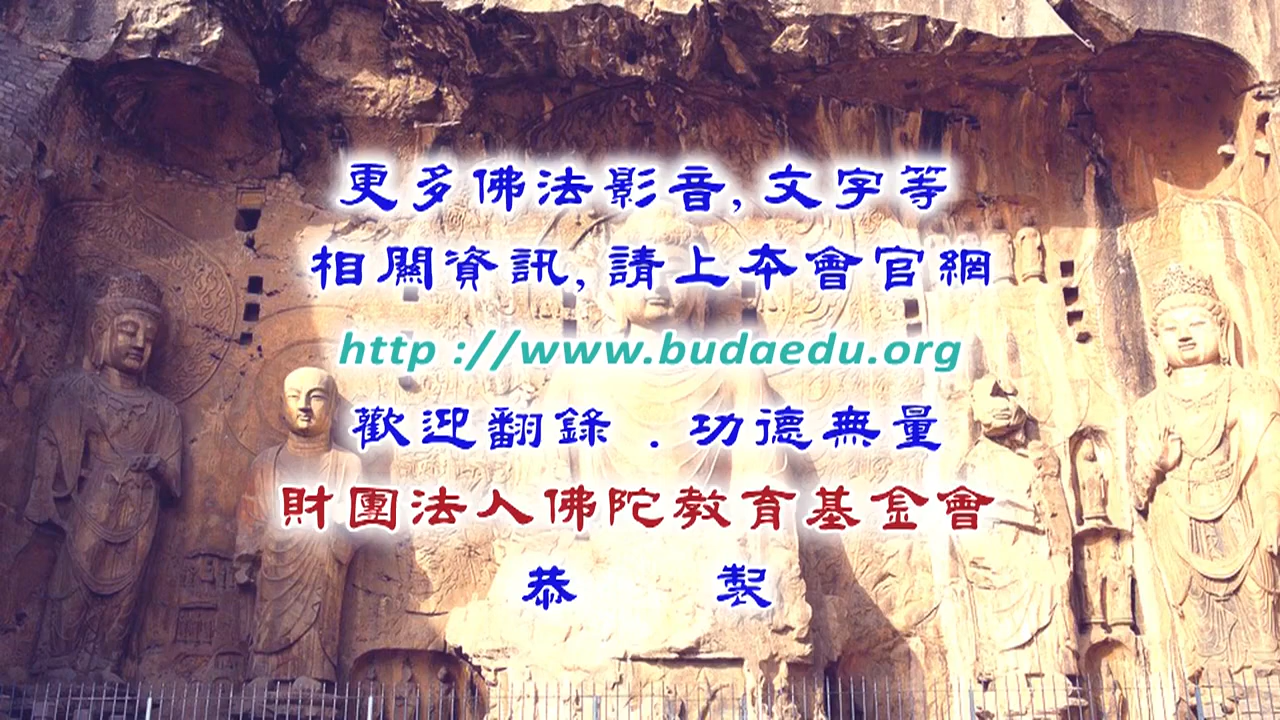 更多佛法影音,文字等
相關資訊,請上本會官網
http ://www.budaedu.org
歡迎翻錄 . 功德無量
財團法人佛陀教育基金會
恭 製